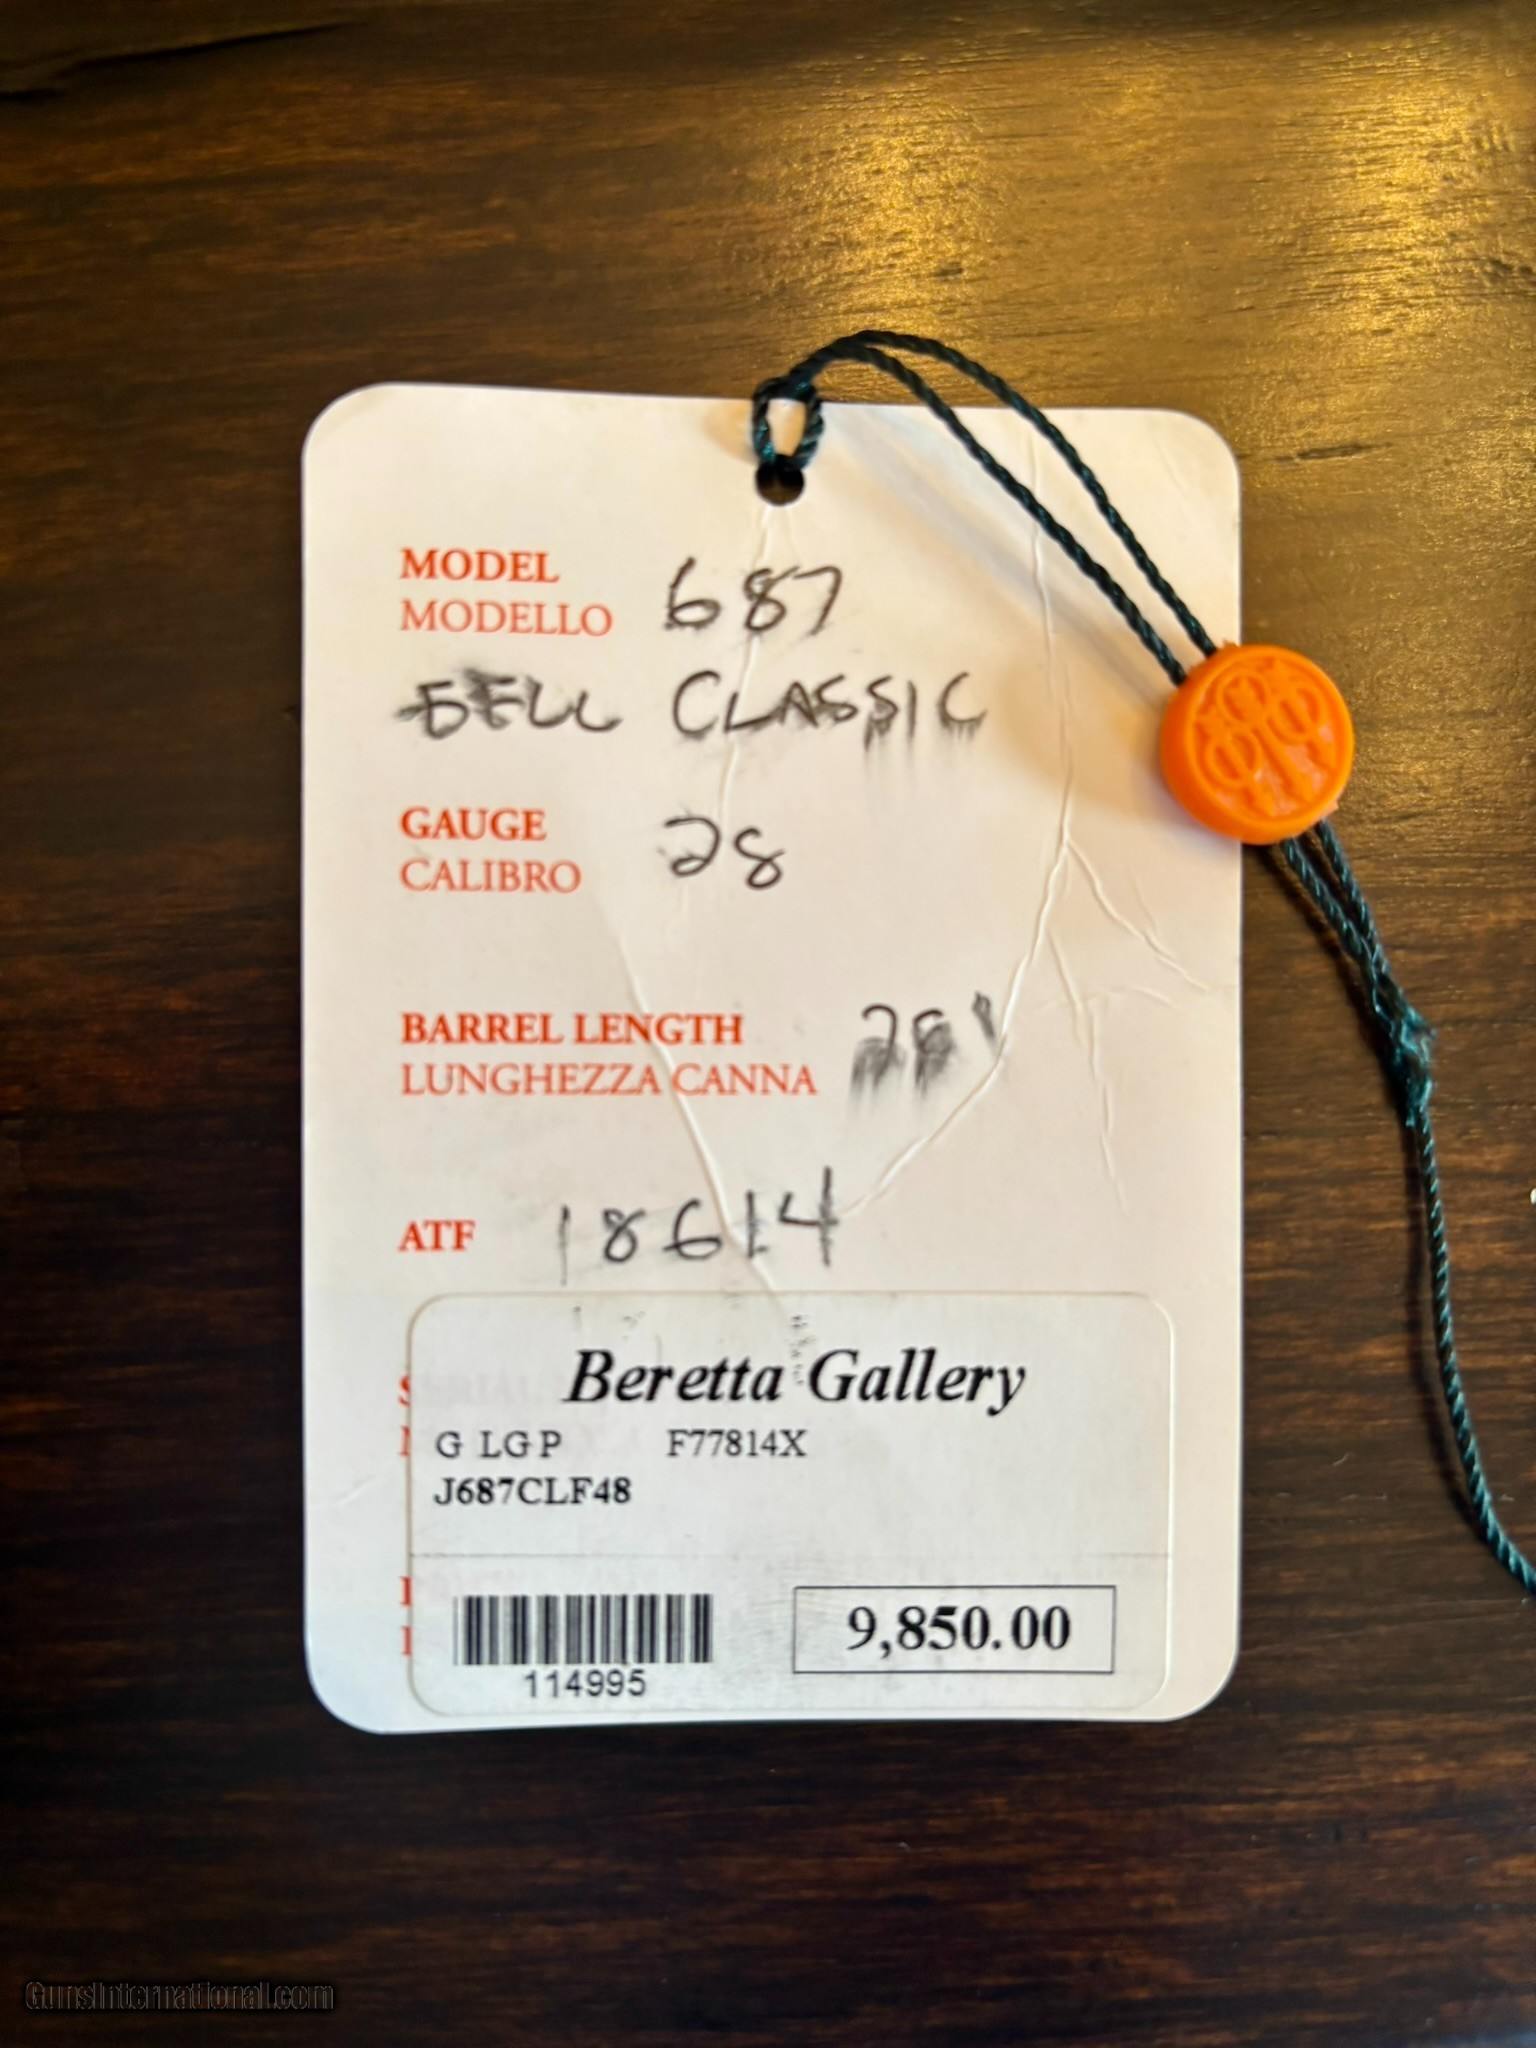 MODEL
MODELLO 687
EELL CLASSIC
GAUGE
CALIBRO 28
BARREL LENGTH
LUNGHEZZA CANNA
ATF 18614
Beretta Gallery
G LG P F77814X
J687CLF48
114995
9,850.00
GunsInternational.com